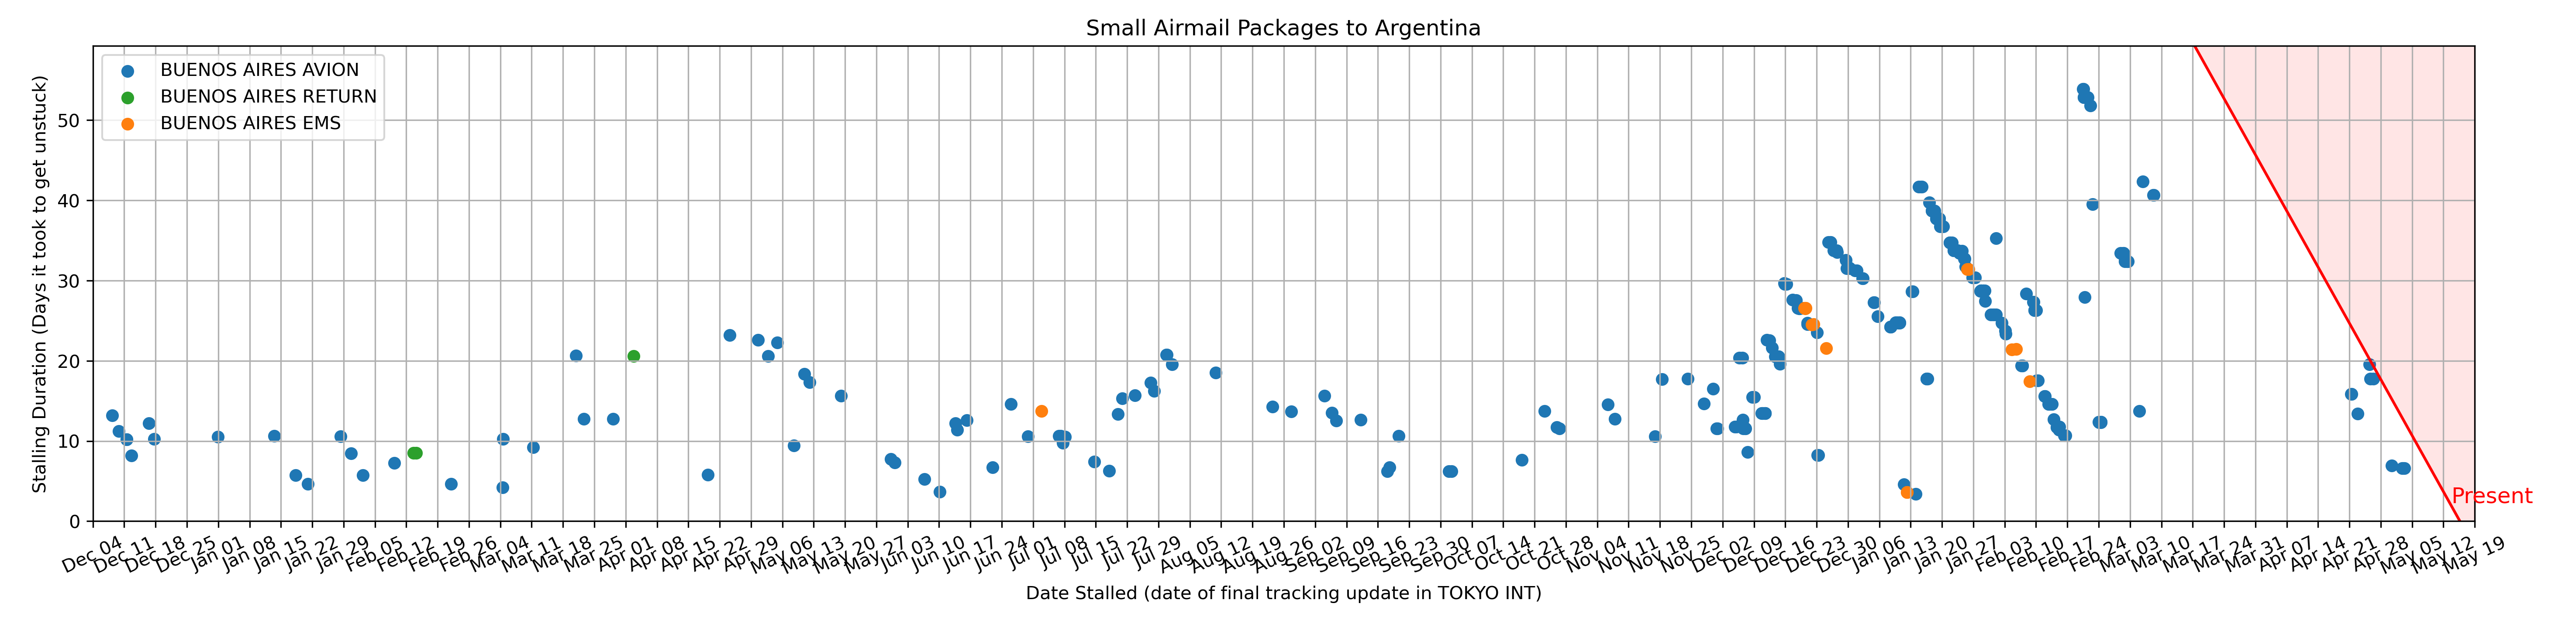 Small Airmail Packages to Argentina
BUENOS AIRES AVION
BUENOS AIRES RETURN
BUENOS AIRES EMS
Stalling Duration (Days it took to get unstuck)
50
40
30
20
10
0
Present
Dec 04
Dec 11
Dec 18
Dec 25
Jan 01
Jan 08
Jan 15
Jan 22
Jan 29
Feb 05
Feb 12
Feb 19
Feb 26
Mar 04
Mar 11
Mar 18
Mar 25
Apr 01
Apr 08
Apr 15
Apr 22
Apr 29
May 06
May 13
May 20
May 27
Jun 03
Jun 10
Jun 17
Jun 24
Jul 01
Jul 08
Jul 15
Jul 22
Jul 29
Aug 05
Aug 12
Aug 19
Aug 26
Sep 02
Sep 09
Sep 16
Sep 23
Sep 30
Oct 07
Oct 14
Oct 21
Oct 28
Nov 04
Nov 11
Nov 18
Nov 25
Dec 02
Dec 09
Dec 16
Dec 23
Dec 30
Jan 06
Jan 13
Jan 20
Jan 27
Feb 03
Feb 10
Feb 17
Feb 24
Mar 03
Mar 10
Mar 17
Mar 24
Mar 31
Apr 07
Apr 14
Apr 21
Apr 28
May 05
May 12
May 19
Date Stalled (date of final tracking update in TOKYO INT)